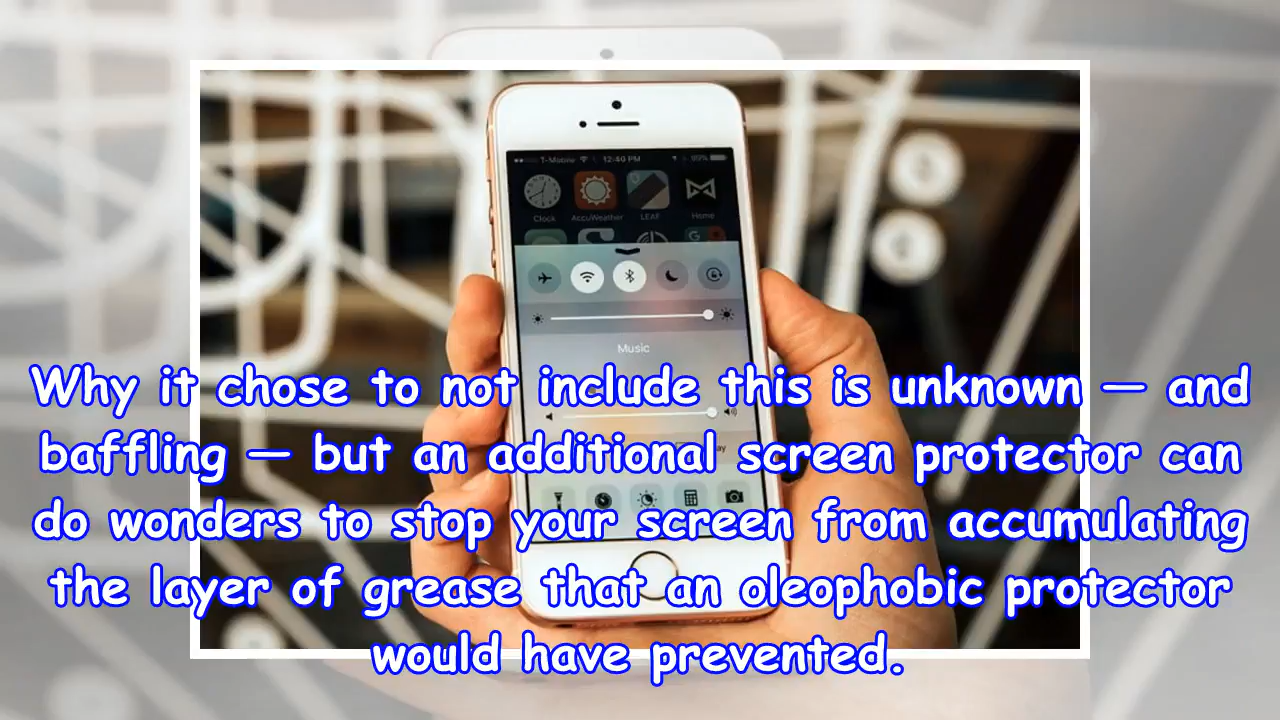 T-Mobile 12:40 PM 95%
Clock AccuWeather LEAF Home
Music
Why it chose to not include this is unknown — and
baffling — but an additional screen protector can
do wonders to stop your screen from accumulating
the layer of grease that an oleophobic protector
would have prevented.